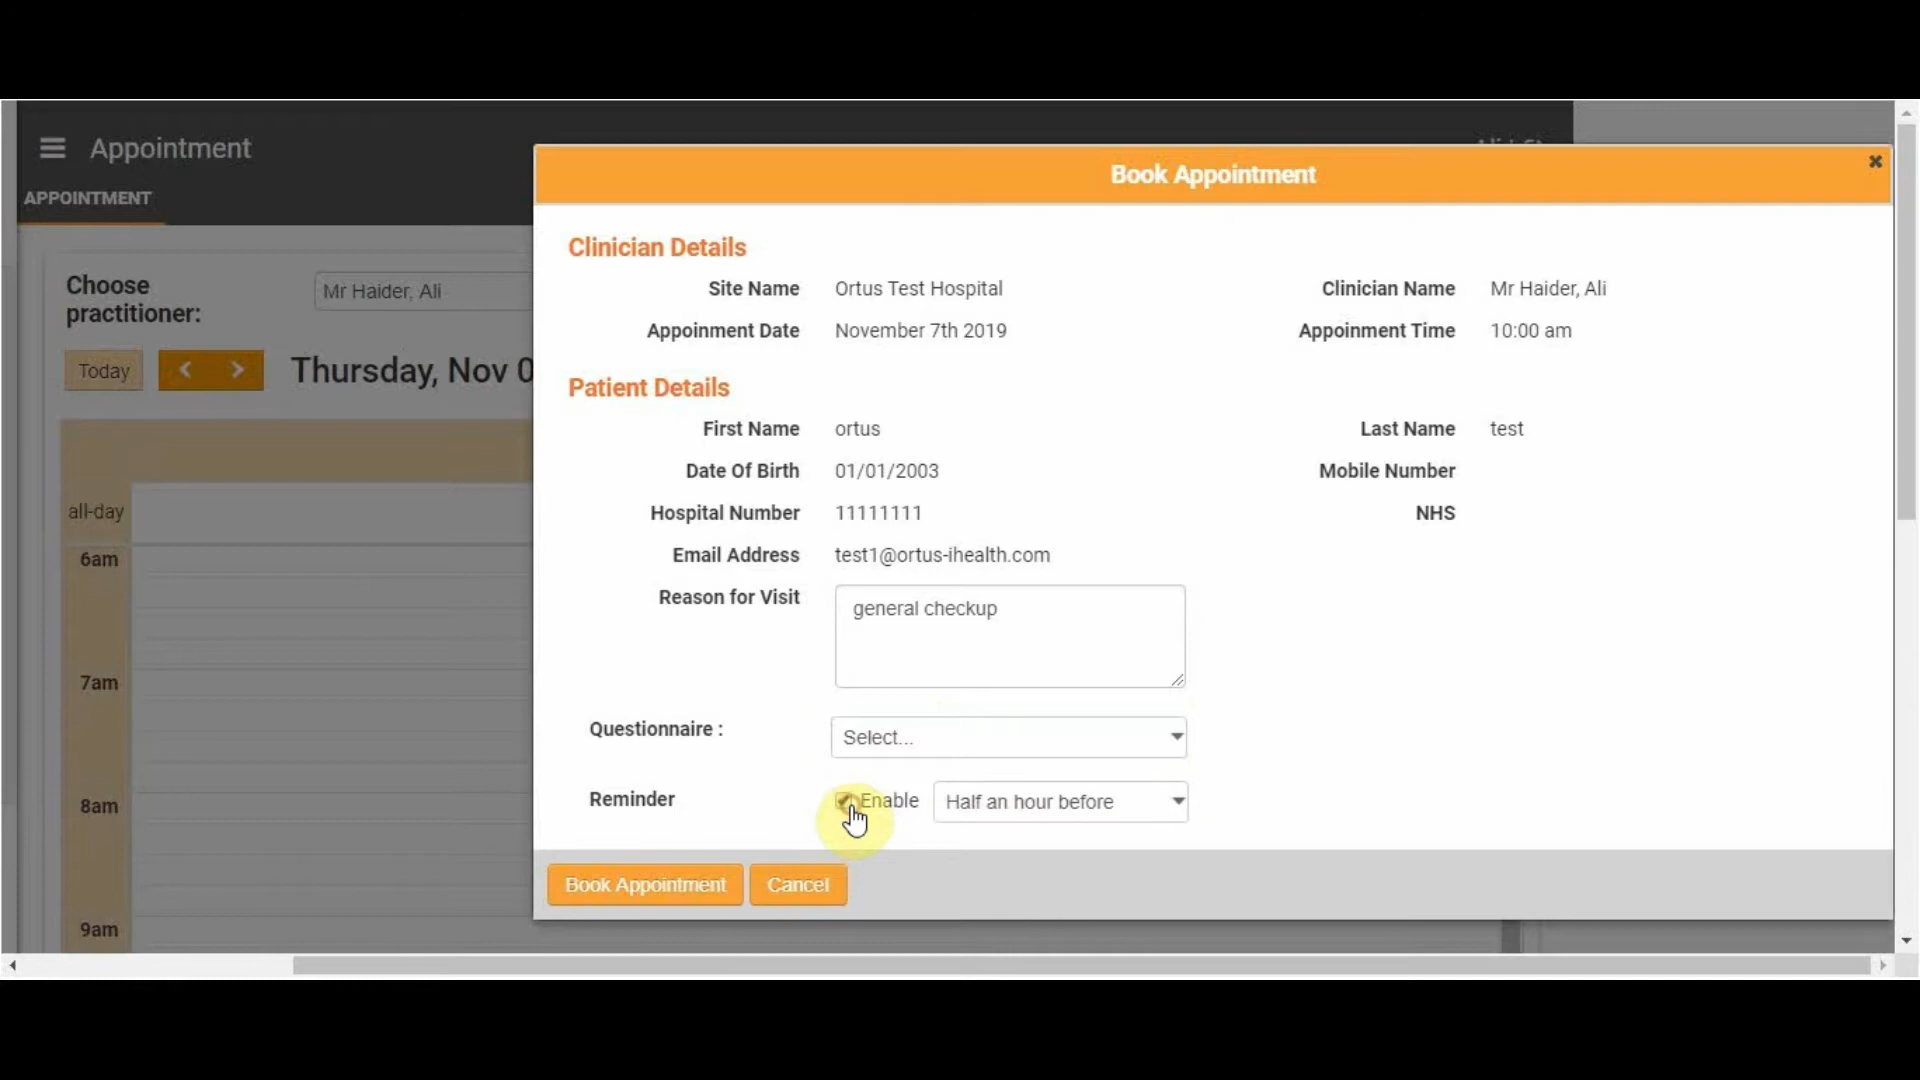 Appointment
APPOINTMENT
Book Appointment
Choose
practitioner:
Mr Haider, Ali
Today
Thursday, Nov 0
all-day
6am
7am
8am
9am
Clinician Details
Site Name Ortus Test Hospital Clinician Name Mr Haider, Ali
Appoinment Date November 7th 2019 Appoinment Time 10:00 am
Patient Details
First Name ortus Last Name test
Date Of Birth 01/01/2003 Mobile Number
Hospital Number 11111111 NHS
Email Address test1@ortus-ihealth.com
Reason for Visit general checkup
Questionnaire : Select...
Reminder Enable Half an hour before
Book Appointment Cancel